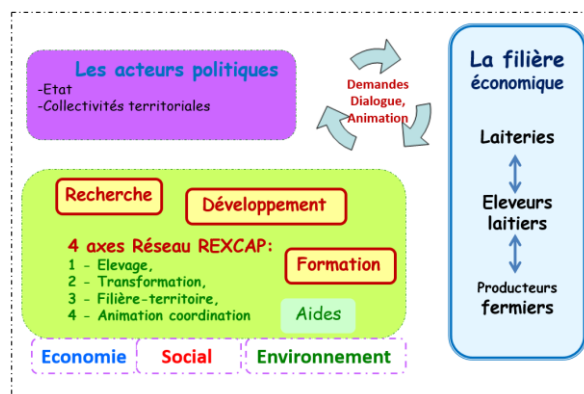 Les acteurs politiques
-Etat
-Collectivités territoriales
Demandes
Dialogue,
Animation
La filière
économique
Laiteries
Eleveurs
laitiers
Producteurs
fermiers
Recherche
Développement
4 axes Réseau REXCAP:
1 - Elevage,
2 - Transformation,
3 - Filière-territoire,
4 - Animation coordination
Formation
Aides
Economie
Social
Environnement